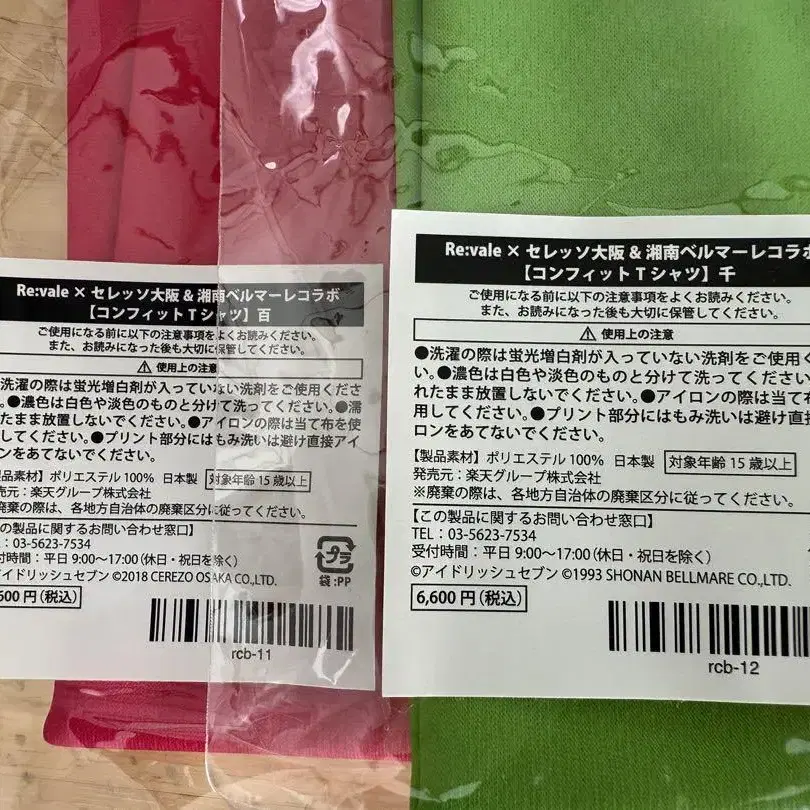 Re:vale × セレッソ大阪 & 湘南ベルマーレコラボ
【コンフィットTシャツ】百
ご使用になる前に以下の注意事項をよくお読みください。
また、お読みになった後も大切に保管してください。
⚠ 使用上の注意
洗濯の際は蛍光増白剤が入っていない洗剤をご使用くださ
い。●濃色は白色や淡色のものと分けて洗ってください。●濡
れたまま放置しないでください。●アイロンの際は当て布を使
用してください。●プリント部分にはもみ洗いは避け直接アイ
ロンをあてないでください。
製品素材】ポリエステル100% 日本製 対象年齢15歳以上
発売元：楽天グループ株式会社
※廃棄の際は、各地方自治体の廃棄区分に従ってください。
【この製品に関するお問い合わせ窓口】
TEL：03-5623-7534
受付時間：平日9:00～17:00（休日・祝日を除く）
©アイドリッシュセブン ©2018 CEREZO OSAKA CO.,LTD.
600円（税込）
プラ
袋:PP
rcb-11
Re:vale × セレッソ大阪 & 湘南ベルマーレコラボ
【コンフィットTシャツ】千
ご使用になる前に以下の注意事項をよくお読みください。
また、お読みになった後も大切に保管してください。
⚠ 使用上の注意
●洗濯の際は蛍光増白剤が入っていない洗剤をご使用くださ
い。●濃色は白色や淡色のものと分けて洗ってください。
れたまま放置しないでください。●アイロンの際は当て
用してください。●プリント部分にはもみ洗いは避け直接アイ
ロンをあてないでください。
【製品素材】ポリエステル100% 日本製 対象年齢15歳以上
発売元：楽天グループ株式会社
※廃棄の際は、各地方自治体の廃棄区分に従ってください。
【この製品に関するお問い合わせ窓口】
TEL：03-5623-7534
受付時間：平日9:00～17:00（休日・祝日を除く）
©アイドリッシュセブン ©1993 SHONAN BELLMARE CO.,LTD.
6,600円（税込）
rcb-12